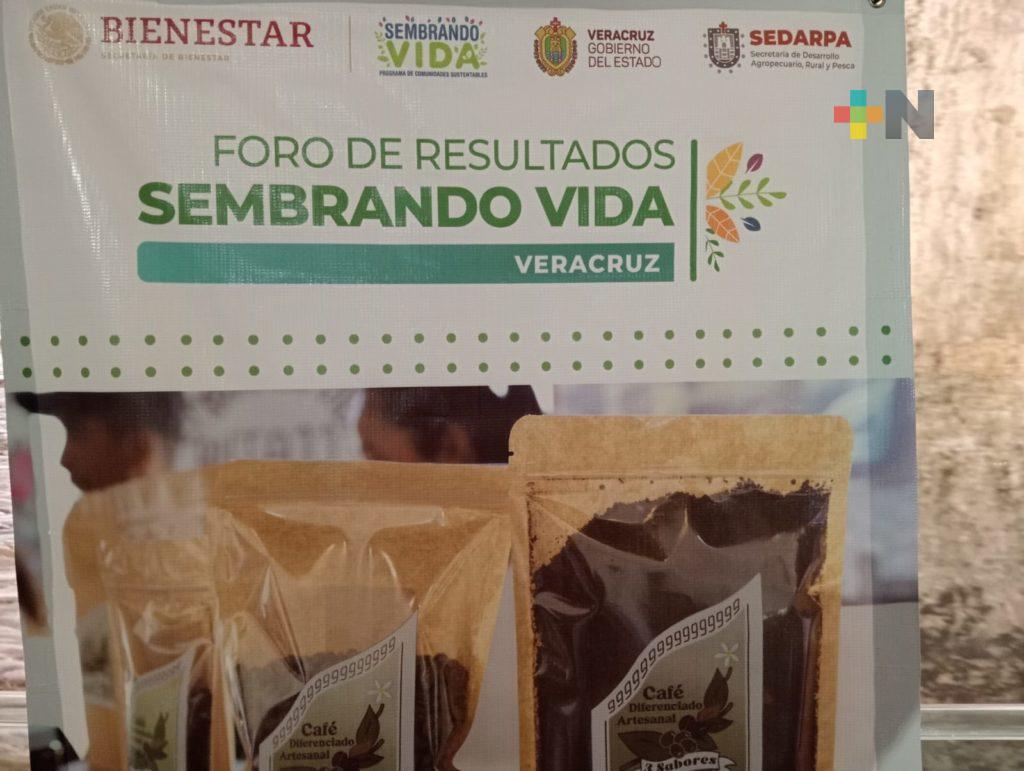 BIENESTAR
SECRETARÍA DE BIENESTAR
SEMBRANDO
VIDA
PROGRAMA DE COMUNIDADES SUSTENTABLES
VERACRUZ
GOBIERNO
DEL ESTADO
SEDARPA
Secretaría de Desarrollo
Agropecuario, Rural y Pesca
+N
FORO DE RESULTADOS
SEMBRANDO VIDA
VERACRUZ
Café
Diferenciado
Artesanal
Café
Diferenciado
Artesanal
3 Sabores